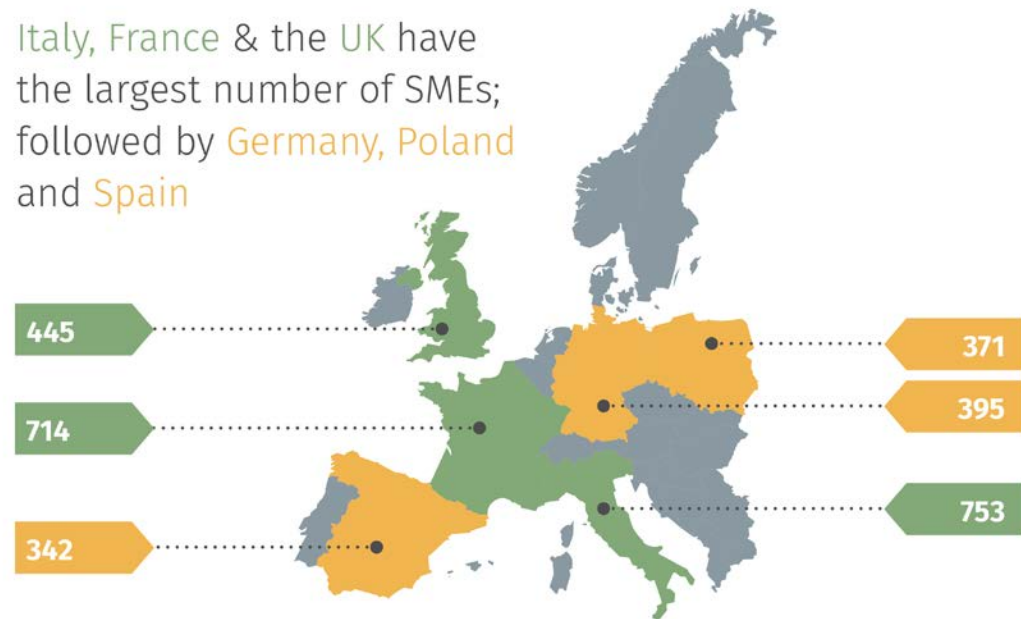 Italy, France & the UK have
the largest number of SMEs;
followed by Germany, Poland
and Spain
445
371
395
714
753
342